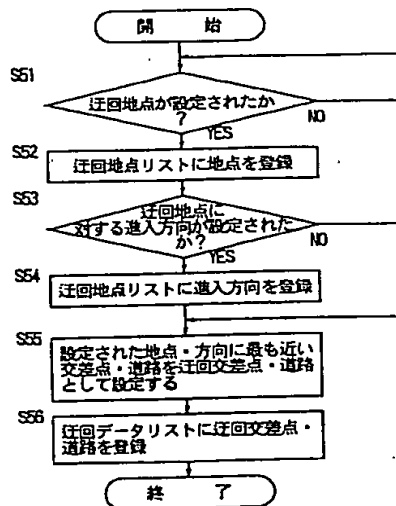 開 始
S51
迂回地点が設定されたか
?
NO
YES
S52
迂回地点リストに地点を登録
S53
迂回地点に
対する進入方向が設定された
か?
NO
YES
S54
迂回地点リストに進入方向を登録
S55
設定された地点・方向に最も近い
交差点・道路を迂回交差点・道路
として設定する
S56
迂回データリストに迂回交差点・
道路を登録
終 了